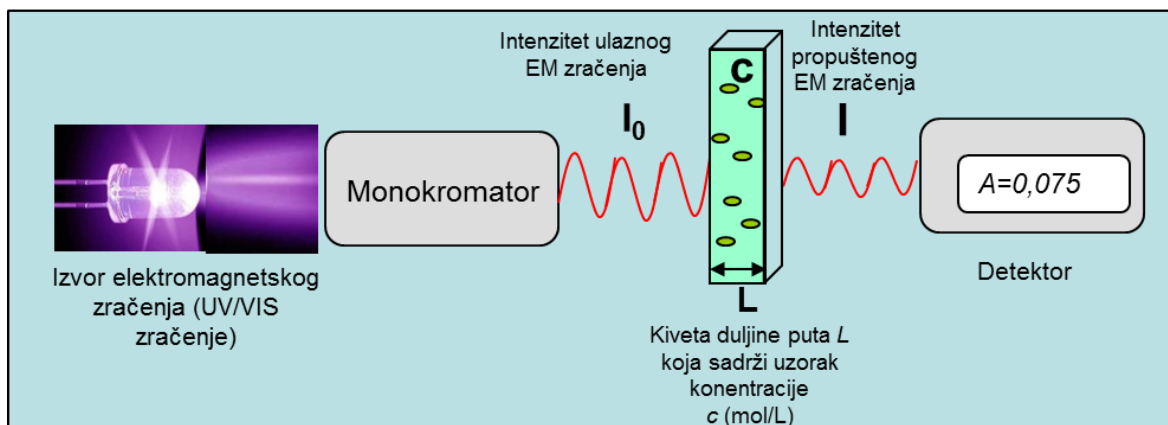 Intenzitet ulaznog
EM zračenja
I0
Intenzitet
propuštenog
EM zračenja
I
c
Monokromator
A=0,075
Izvor elektromagnetskog
zračenja (UV/VIS
zračenje)
Detektor
L
Kiveta duljine puta L
koja sadrži uzorak
konentracije
c (mol/L)